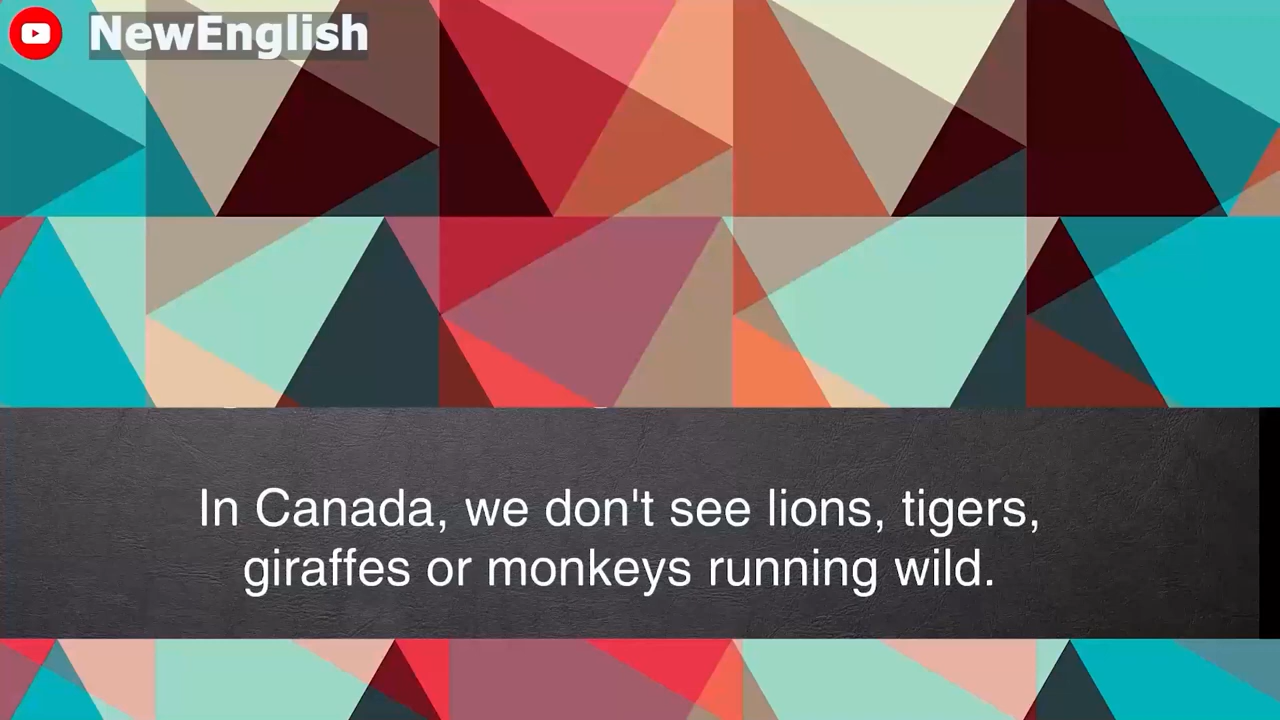 NewEnglish
In Canada, we don't see lions, tigers,
giraffes or monkeys running wild.